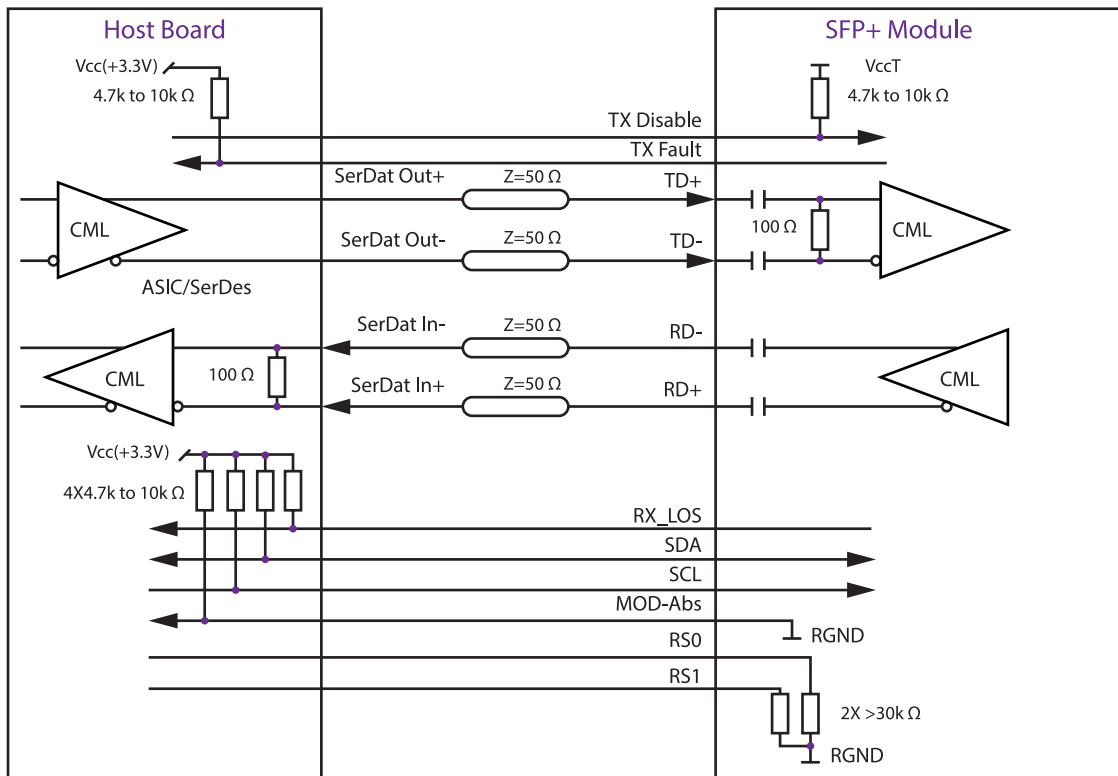 Host Board
SFP+ Module
Vcc(+3.3V)
4.7k to 10k Ω
VccT
4.7k to 10k Ω
TX Disable
TX Fault
SerDat Out+
Z=50 Ω
TD+
CML
100 Ω
CML
SerDat Out-
Z=50 Ω
TD-
ASIC/SerDes
SerDat In-
Z=50 Ω
RD-
CML
100 Ω
CML
SerDat In+
Z=50 Ω
RD+
Vcc(+3.3V)
4X4.7k to 10k Ω
RX_LOS
SDA
SCL
MOD-Abs
RGND
RS0
RS1
2X >30k Ω
RGND